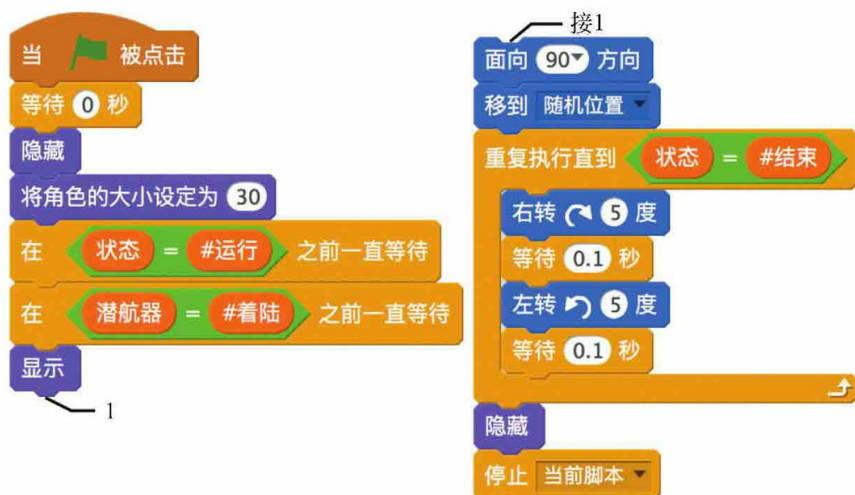 当 被点击
等待 0 秒
隐藏
将角色的大小设定为 30
在 状态 = #运行 之前一直等待
在 潜航器 = #着陆 之前一直等待
显示
1
接1
面向 90 方向
移到 随机位置
重复执行直到 状态 = #结束
右转 5 度
等待 0.1 秒
左转 5 度
等待 0.1 秒
隐藏
停止 当前脚本